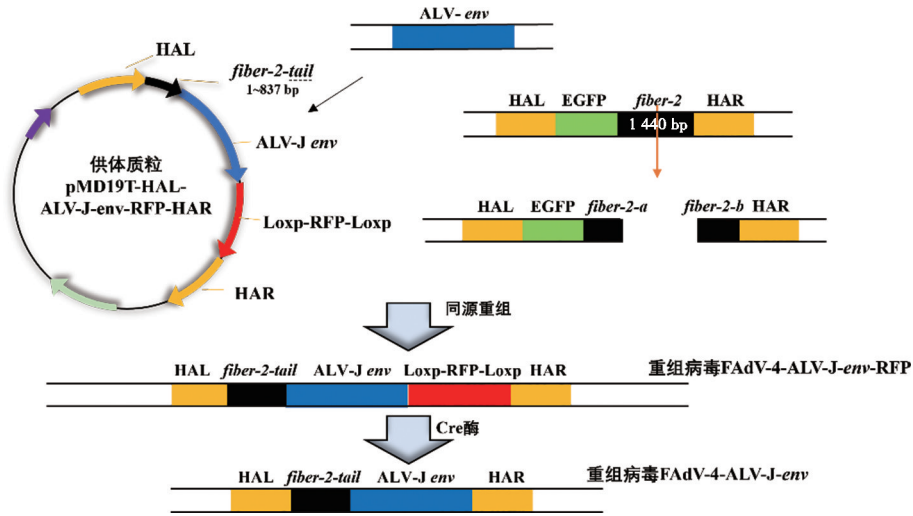 ALV- env
HAL
fiber-2-tail
1~837 bp
ALV-J env
供体质粒
pMD19T-HAL-
ALV-J-env-RFP-HAR
Loxp-RFP-Loxp
HAR
HAL EGFP fiber-2 HAR
1 440 bp
HAL EGFP fiber-2-a fiber-2-b HAR
同源重组
HAL fiber-2-tail ALV-J env Loxp-RFP-Loxp HAR 重组病毒FAdV-4-ALV-J-env-RFP
Cre酶
HAL fiber-2-tail ALV-J env HAR 重组病毒FAdV-4-ALV-J-env